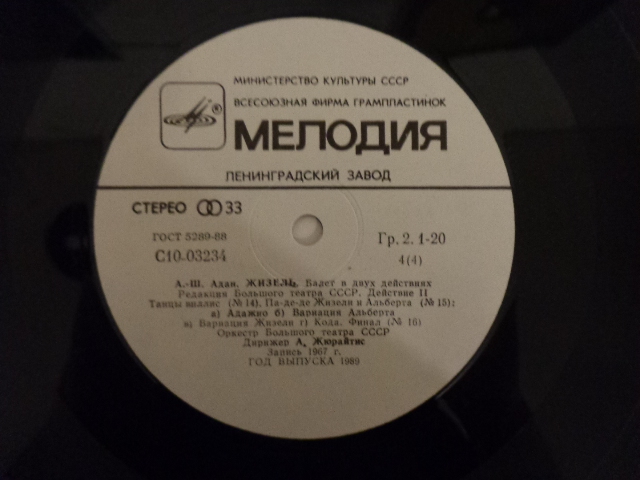 МИНИСТЕРСТВО КУЛЬТУРЫ СССР
ВСЕСОЮЗНАЯ ФИРМА ГРАМПЛАСТИНОК
®
МЕЛОДИЯ
ЛЕНИНГРАДСКИЙ ЗАВОД
СТЕРЕО 33
ГОСТ 5289-88
Гр. 2. 1-20
С10-03234
4(4)
А.-Ш. Адан. ЖИЗЕЛЬ. Балет в двух действиях
Редакция Большого театра СССР. Действие II
Танцы виллис (№ 14), Па-де-де Жизели и Альберта (№ 15);
а) Адажио б) Вариация Альберта
в) Вариация Жизели г) Кода. Финал (№ 16)
Оркестр Большого театра СССР
Дирижер А. Жюрайтис
Запись 1967 г.
ГОД ВЫПУСКА 1989